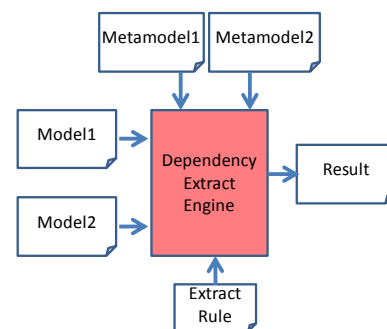 Metamodel1
Metamodel2
Model1
Dependency
Extract
Engine
Result
Model2
Extract
Rule